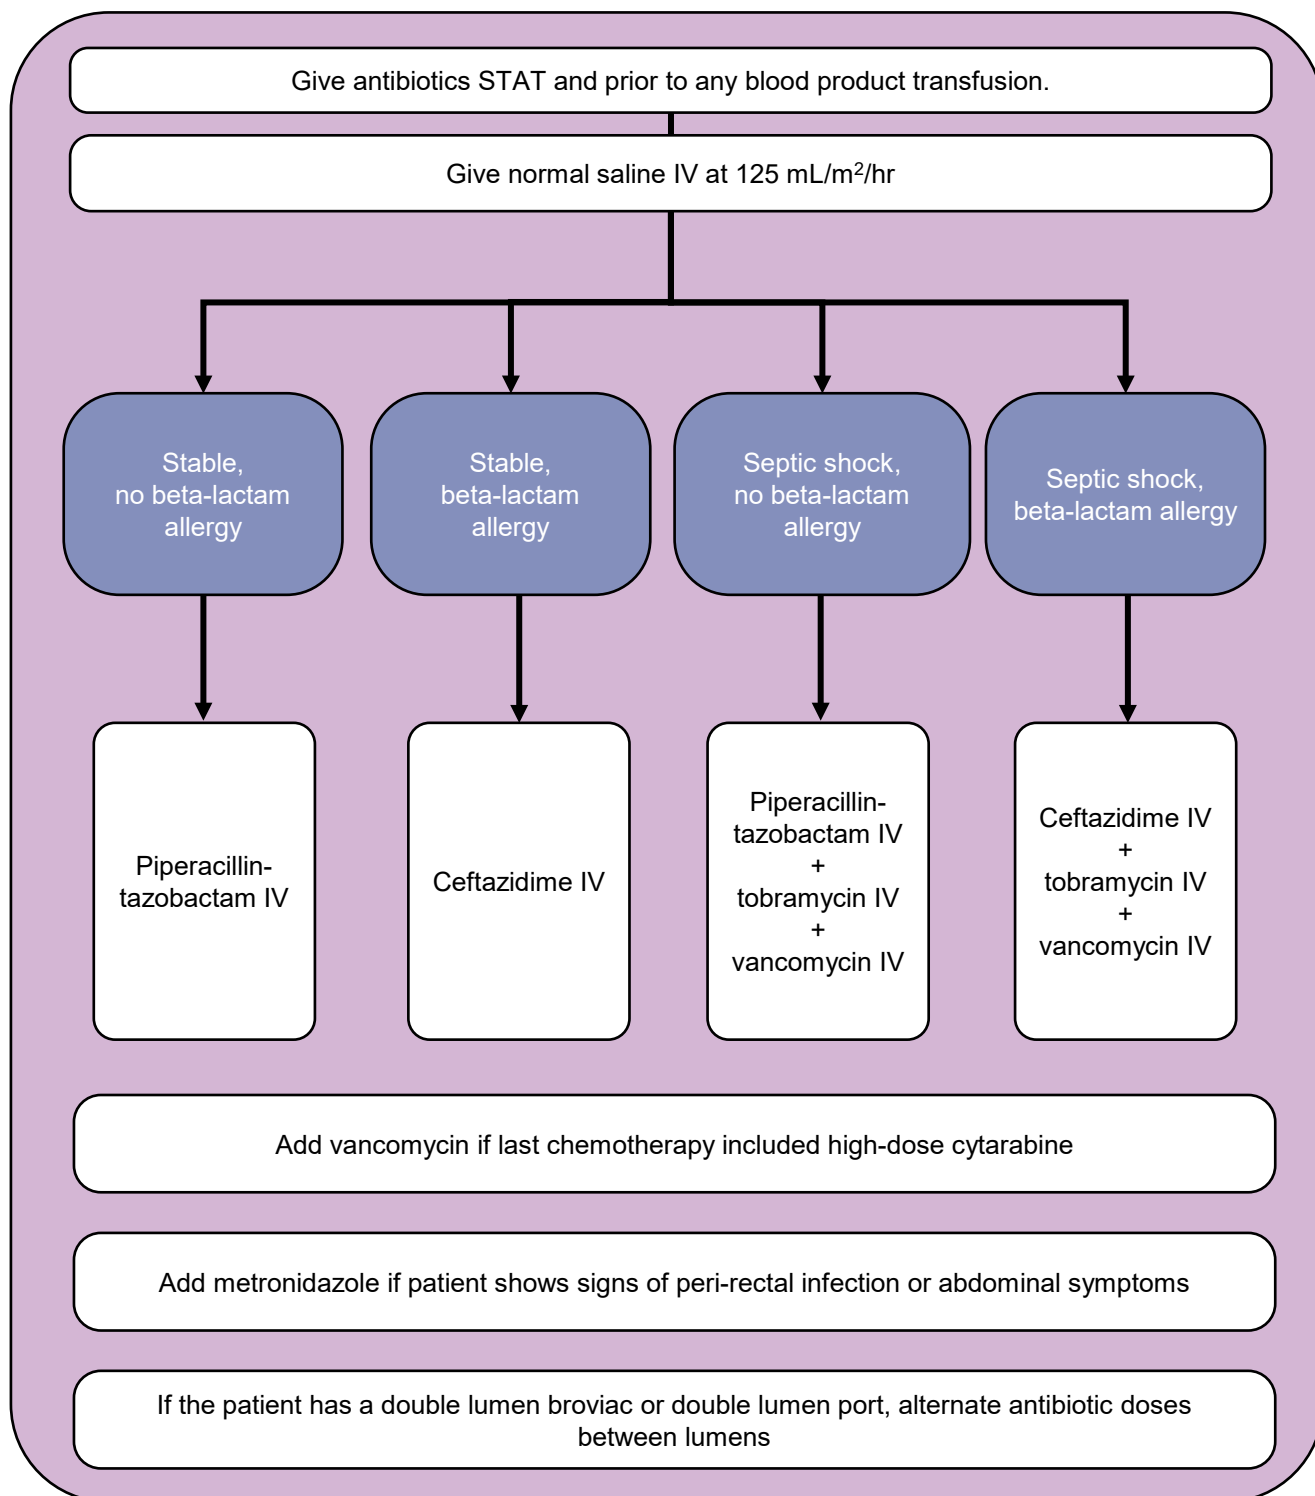 Give antibiotics STAT and prior to any blood product transfusion.
Give normal saline IV at 125 mL/m²/hr
Stable,
no beta-lactam
allergy
Stable,
beta-lactam
allergy
Septic shock,
no beta-lactam
allergy
Septic shock,
beta-lactam allergy
Piperacillin-
tazobactam IV
Ceftazidime IV
Piperacillin-
tazobactam IV
+
tobramycin IV
+
vancomycin IV
Ceftazidime IV
+
tobramycin IV
+
vancomycin IV
Add vancomycin if last chemotherapy included high-dose cytarabine
Add metronidazole if patient shows signs of peri-rectal infection or abdominal symptoms
If the patient has a double lumen broviac or double lumen port, alternate antibiotic doses
between lumens